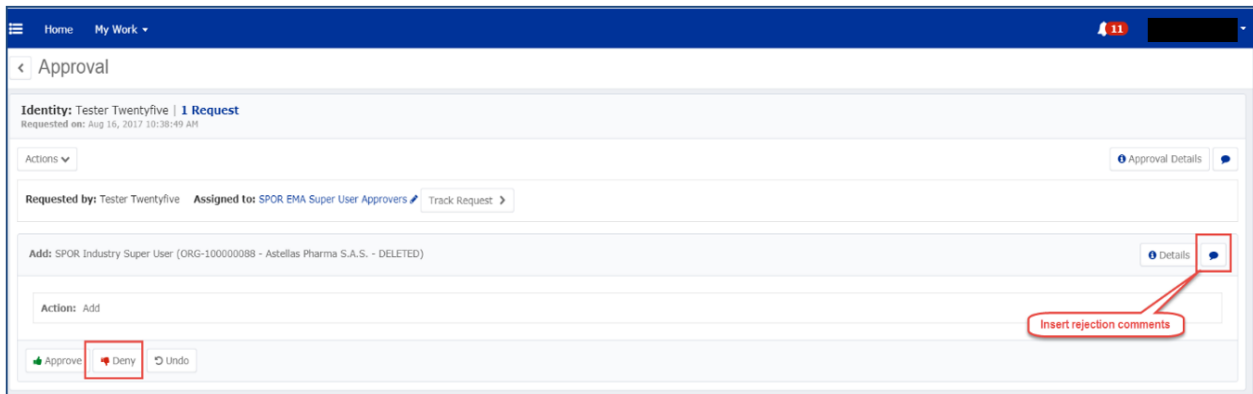 Home My Work
11
Approval
Identity: Tester Twentyfive | 1 Request
Requested on: Aug 16, 2017 10:38:49 AM
Actions
Approval Details
Requested by: Tester Twentyfive Assigned to: SPOR EMA Super User Approvers Track Request
Add: SPOR Industry Super User (ORG-100000088 - Astellas Pharma S.A.S. - DELETED)
Details
Action: Add
Insert rejection comments
Approve Deny Undo